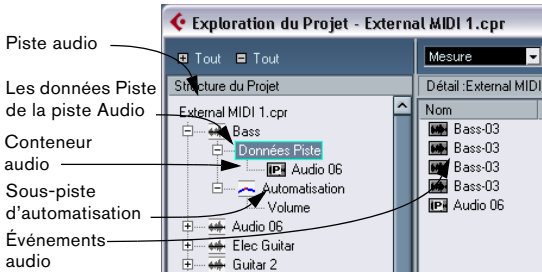 Exploration du Projet - External MIDI 1.cpr
Piste audio
Tout Tout
Mesure
Les données Piste
de la piste Audio
Structure du Projet
Détail :External MIDI
External MIDI 1.cpr
Nom
Bass
Bass-03
Données Piste
Bass-03
Conteneur
audio
Audio 06
Bass-03
Sous-piste
d’automatisation
Automatisation
Bass-03
Volume
Audio 06
Événements
audio
Audio 06
Elec Guitar
Guitar 2